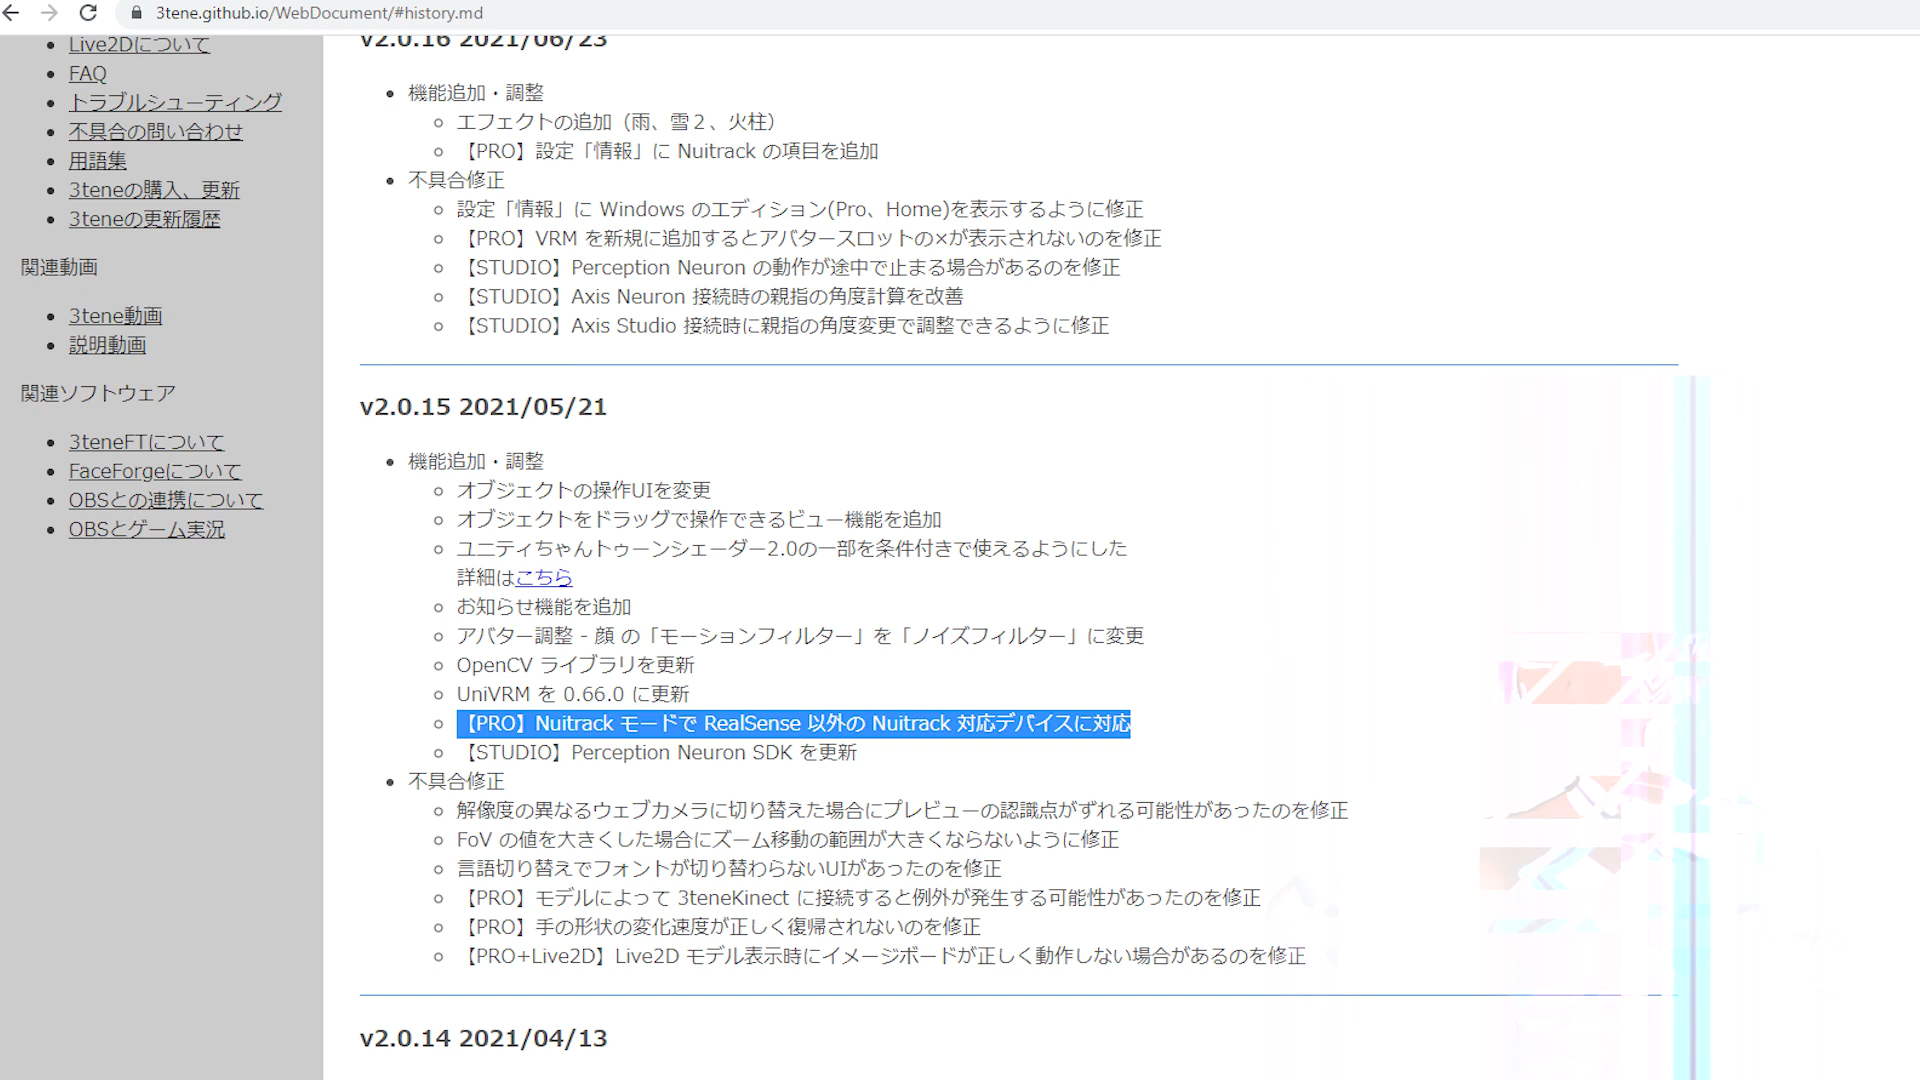 3tene.github.io/WebDocument/#history.md
Live2Dについて
FAQ
トラブルシューティング
不具合の問い合わせ
用語集
3teneの購入、更新
3teneの更新履歴
関連動画
3tene動画
説明動画
関連ソフトウェア
3teneFTについて
FaceForgeについて
OBSとの連携について
OBSとゲーム実況
v2.0.16 2021/06/23
機能追加・調整
エフェクトの追加（雨、雪２、火柱）
【PRO】設定「情報」に Nuitrack の項目を追加
不具合修正
設定「情報」に Windows のエディション(Pro、Home)を表示するように修正
【PRO】VRM を新規に追加するとアバタースロットの×が表示されないのを修正
【STUDIO】Perception Neuron の動作が途中で止まる場合があるのを修正
【STUDIO】Axis Neuron 接続時の親指の角度計算を改善
【STUDIO】Axis Studio 接続時に親指の角度変更で調整できるように修正
v2.0.15 2021/05/21
機能追加・調整
オブジェクトの操作UIを変更
オブジェクトをドラッグで操作できるビュー機能を追加
ユニティちゃんトゥーンシェーダー2.0の一部を条件付きで使えるようにした
詳細はこちら
お知らせ機能を追加
アバター調整 - 顔 の「モーションフィルター」を「ノイズフィルター」に変更
OpenCV ライブラリを更新
UniVRM を 0.66.0 に更新
【PRO】Nuitrack モードで RealSense 以外の Nuitrack 対応デバイスに対応
【STUDIO】Perception Neuron SDK を更新
不具合修正
解像度の異なるウェブカメラに切り替えた場合にプレビューの認識点がずれる可能性があったのを修正
FoV の値を大きくした場合にズーム移動の範囲が大きくならないように修正
言語切り替えでフォントが切り替わらないUIがあったのを修正
【PRO】モデルによって 3teneKinect に接続すると例外が発生する可能性があったのを修正
【PRO】手の形状の変化速度が正しく復帰されないのを修正
【PRO+Live2D】Live2D モデル表示時にイメージボードが正しく動作しない場合があるのを修正
v2.0.14 2021/04/13